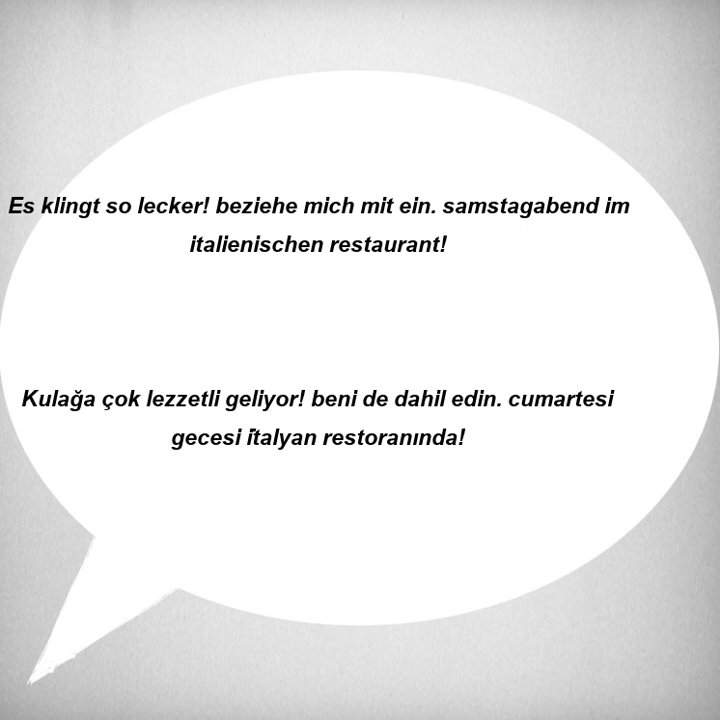 Es klingt so lecker! beziehe mich mit ein. samstagabend im
italienischen restaurant!
Kulağa çok lezzetli geliyor! beni de dahil edin. cumartesi
gecesi i̇talyan restoranında!